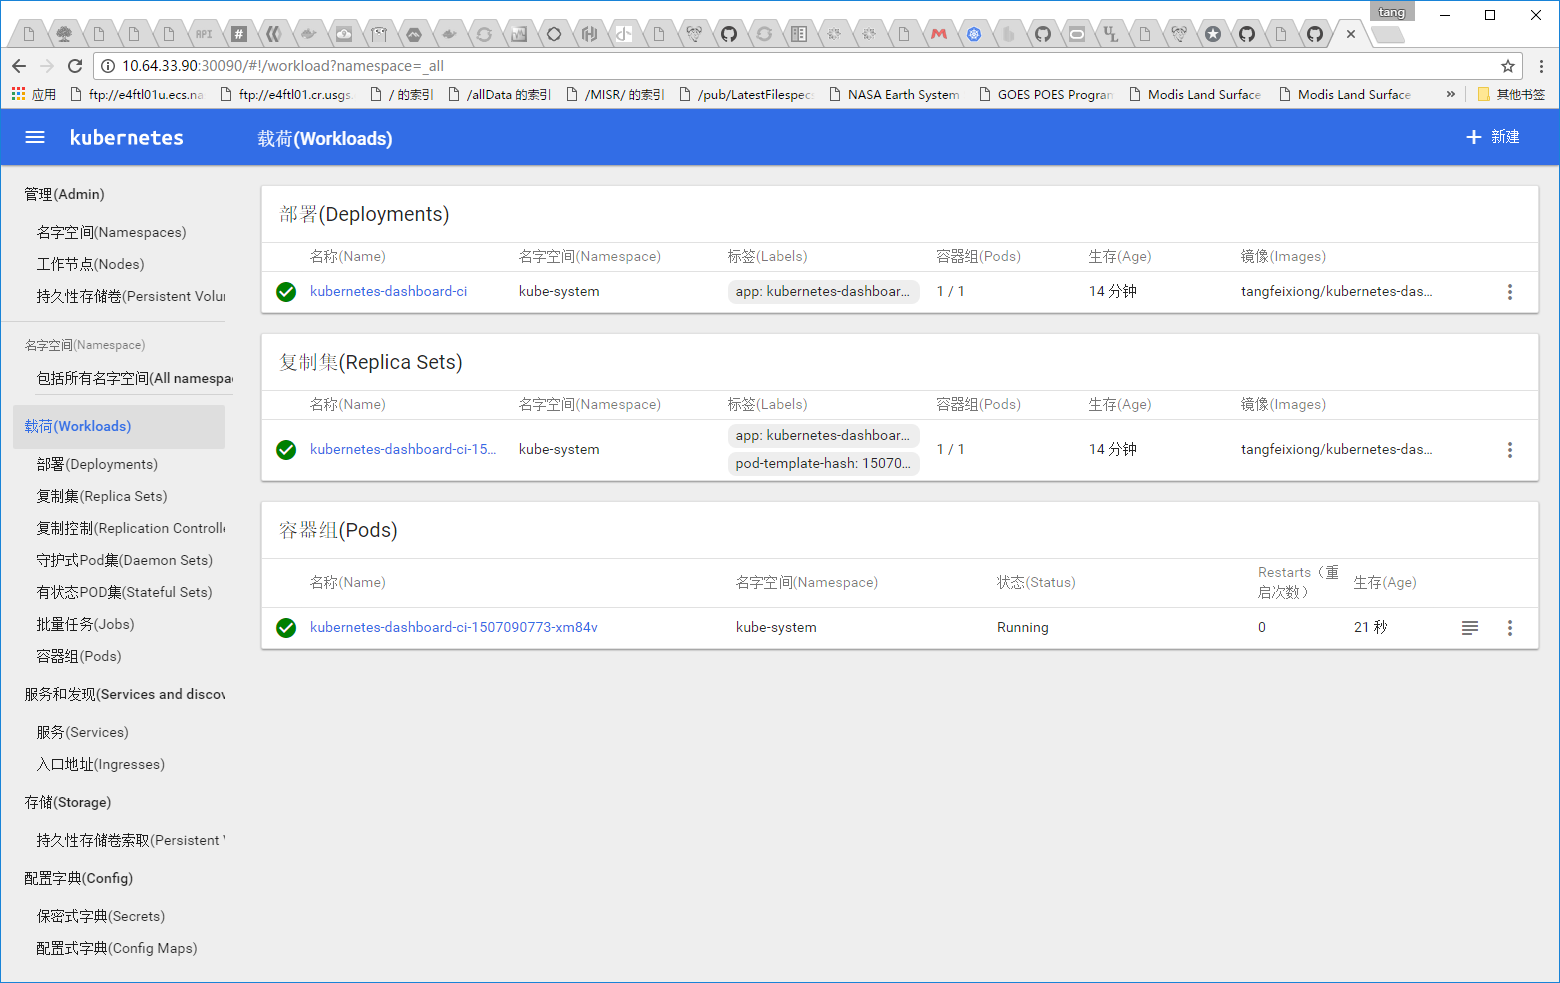 tang
10.64.33.90:30090/#!/workload?namespace=_all
应用 ftp://e4ftl01u.ecs.na ftp://e4ftl01.cr.usgs. / 的索引 /allData 的索引 /MISR/ 的索引 /pub/LatestFilespec NASA Earth System GOES POES Program Modis Land Surface Modis Land Surface » 其他书签
kubernetes 载荷(Workloads) 新建
管理(Admin)
名字空间(Namespaces)
工作节点(Nodes)
持久性存储卷(Persistent Volu
名字空间(Namespace)
包括所有名字空间(All namespa
载荷(Workloads)
部署(Deployments)
复制集(Replica Sets)
复制控制(Replication Controlle
守护式Pod集(Daemon Sets)
有状态POD集(Stateful Sets)
批量任务(Jobs)
容器组(Pods)
服务和发现(Services and discov
服务(Services)
入口地址(Ingresses)
存储(Storage)
持久性存储卷索取(Persistent
配置字典(Config)
保密式字典(Secrets)
配置式字典(Config Maps)
部署(Deployments)
名称(Name) 名字空间(Namespace) 标签(Labels) 容器组(Pods) 生存(Age) 镜像(Images)
kubernetes-dashboard-ci kube-system app: kubernetes-dashboar... 1 / 1 14 分钟 tangfeixiong/kubernetes-das...
复制集(Replica Sets)
名称(Name) 名字空间(Namespace) 标签(Labels) 容器组(Pods) 生存(Age) 镜像(Images)
kubernetes-dashboard-ci-15... kube-system app: kubernetes-dashboar... 1 / 1 14 分钟 tangfeixiong/kubernetes-das...
pod-template-hash: 15070...
容器组(Pods)
名称(Name) 名字空间(Namespace) 状态(Status) Restarts（重
启次数） 生存(Age)
kubernetes-dashboard-ci-1507090773-xm84v kube-system Running 0 21 秒